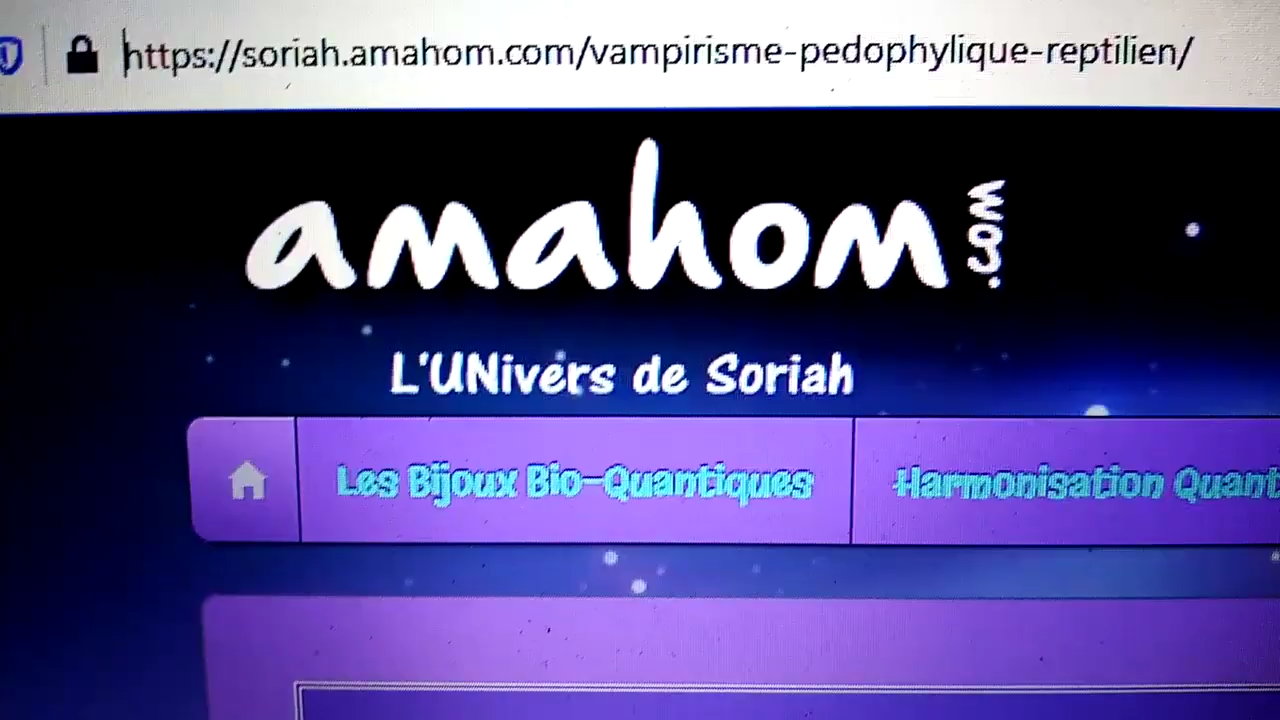 https://soriah.amahom.com/vampirisme-pedophylique-reptilien/
amahom.com
L'UNivers de Soriah
Les Bijoux Bio-Quantiques
Harmonisation Quant